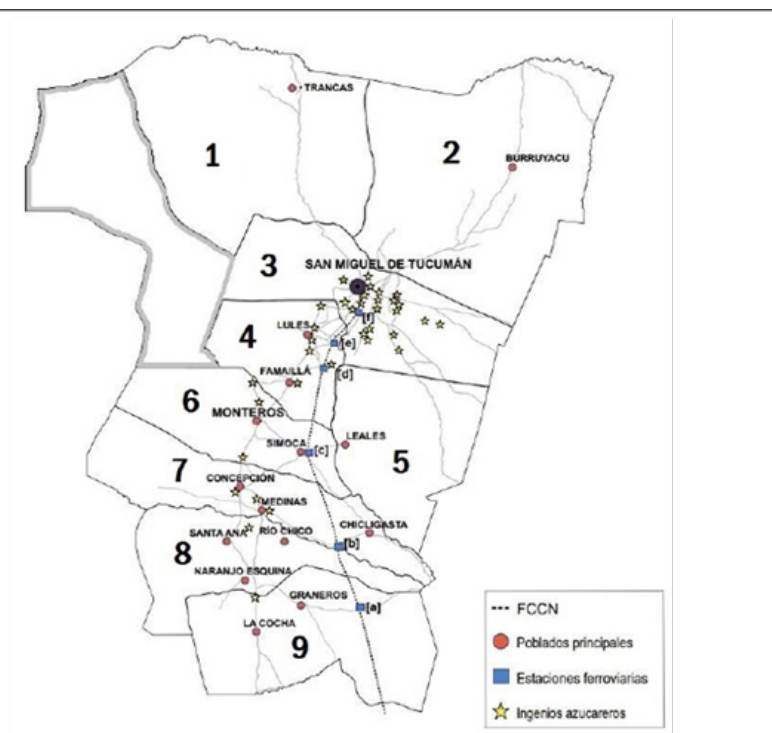 TRANCAS
1
2
BURRUYACU
3
SAN MIGUEL DE TUCUMÁN
[f]
LULES
4
[e]
FAMAILLÁ
[d]
6
MONTEROS
SIMOCA
[c]
LEALES
5
7
CONCEPCIÓN
MEDINAS
CHICLIGASTA
SANTA ANA
RÍO CHICO
[b]
8
NARANJO ESQUINA
GRANEROS
[a]
LA COCHA
9
FCCN
Poblados principales
Estaciones ferroviarias
Ingenios azucareros